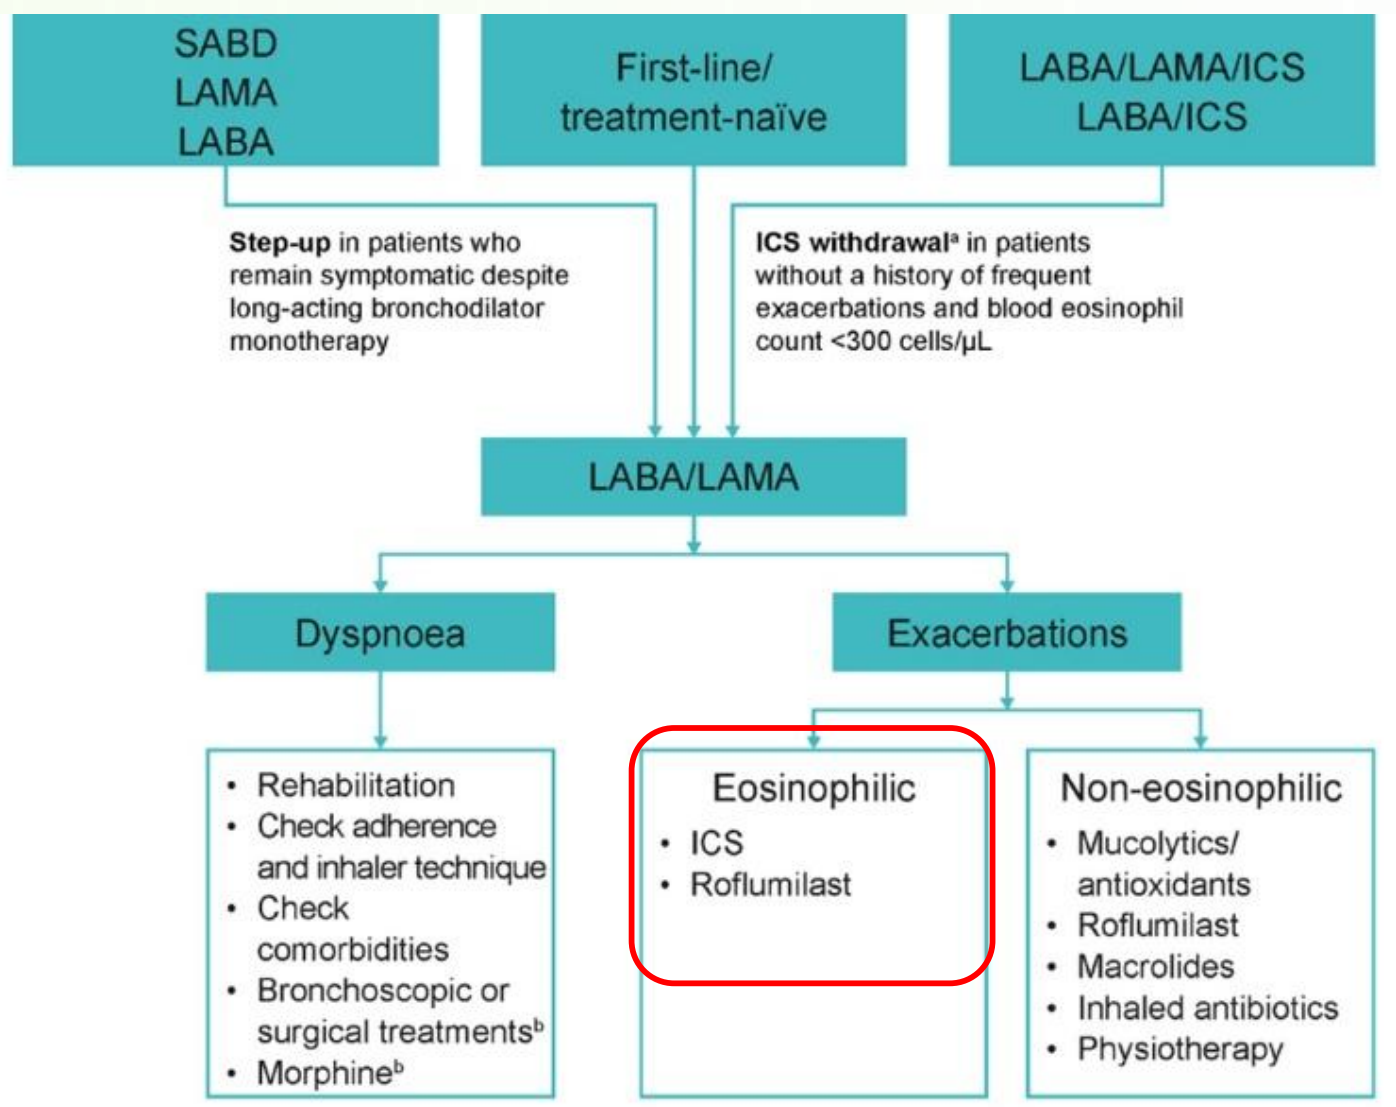 SABD
LAMA
LABA
First-line/
treatment-naïve
LABA/LAMA/ICS
LABA/ICS
Step-up in patients who
remain symptomatic despite
long-acting bronchodilator
monotherapy
ICS withdrawalᵃ in patients
without a history of frequent
exacerbations and blood eosinophil
count <300 cells/µL
LABA/LAMA
Dyspnoea
Exacerbations
• Rehabilitation
• Check adherence
and inhaler technique
• Check
comorbidities
• Bronchoscopic or
surgical treatmentsᵇ
• Morphineᵇ
Eosinophilic
• ICS
• Roflumilast
Non-eosinophilic
• Mucolytics/
antioxidants
• Roflumilast
• Macrolides
• Inhaled antibiotics
• Physiotherapy